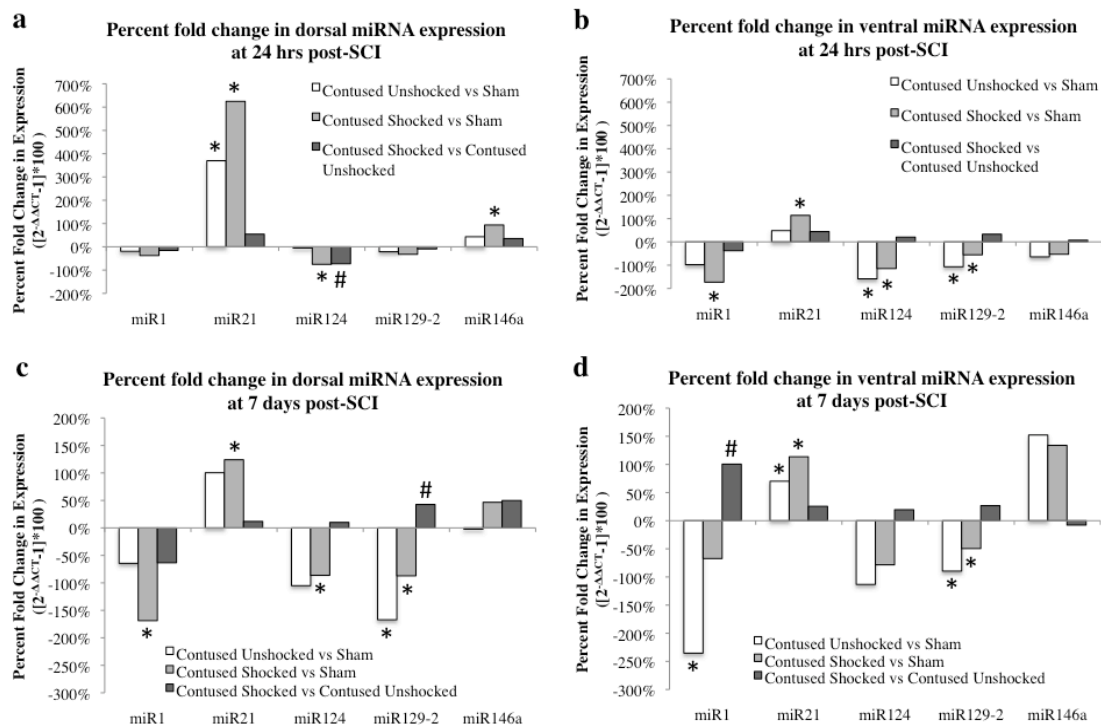 a
Percent fold change in dorsal miRNA expression
at 24 hrs post-SCI
Percent Fold Change in Expression
([2-ΔΔCT-1]*100 )
700%
600%
500%
400%
300%
200%
100%
0%
-100%
-200%
Contused Unshocked vs Sham
Contused Shocked vs Sham
Contused Shocked vs Contused
Unshocked
*
*
*
#
*
miR1
miR21
miR124
miR129-2
miR146a
b
Percent fold change in ventral miRNA expression
at 24 hrs post-SCI
Percent Fold Change in Expression
([2-ΔΔCT-1]*100 )
700%
600%
500%
400%
300%
200%
100%
0%
-100%
-200%
Contused Unshocked vs Sham
Contused Shocked vs Sham
Contused Shocked vs
Contused Unshocked
*
*
*
*
*
*
miR1
miR21
miR124
miR129-2
miR146a
c
Percent fold change in dorsal miRNA expression
at 7 days post-SCI
Percent Fold Change in Expression
([2-ΔΔCT-1]*100 )
200%
150%
100%
50%
0%
-50%
-100%
-150%
-200%
-250%
-300%
*
*
*
*
*
#
Contused Unshocked vs Sham
Contused Shocked vs Sham
Contused Shocked vs Contused Unshocked
miR1
miR21
miR124
miR129-2
miR146a
d
Percent fold change in ventral miRNA expression
at 7 days post-SCI
Percent Fold Change in Expression
([2-ΔΔCT-1]*100 )
200%
150%
100%
50%
0%
-50%
-100%
-150%
-200%
-250%
-300%
*
#
*
*
*
*
Contused Unshocked vs Sham
Contused Shocked vs Sham
Contused Shocked vs Contused Unshocked
miR1
miR21
miR124
miR129-2
miR146a